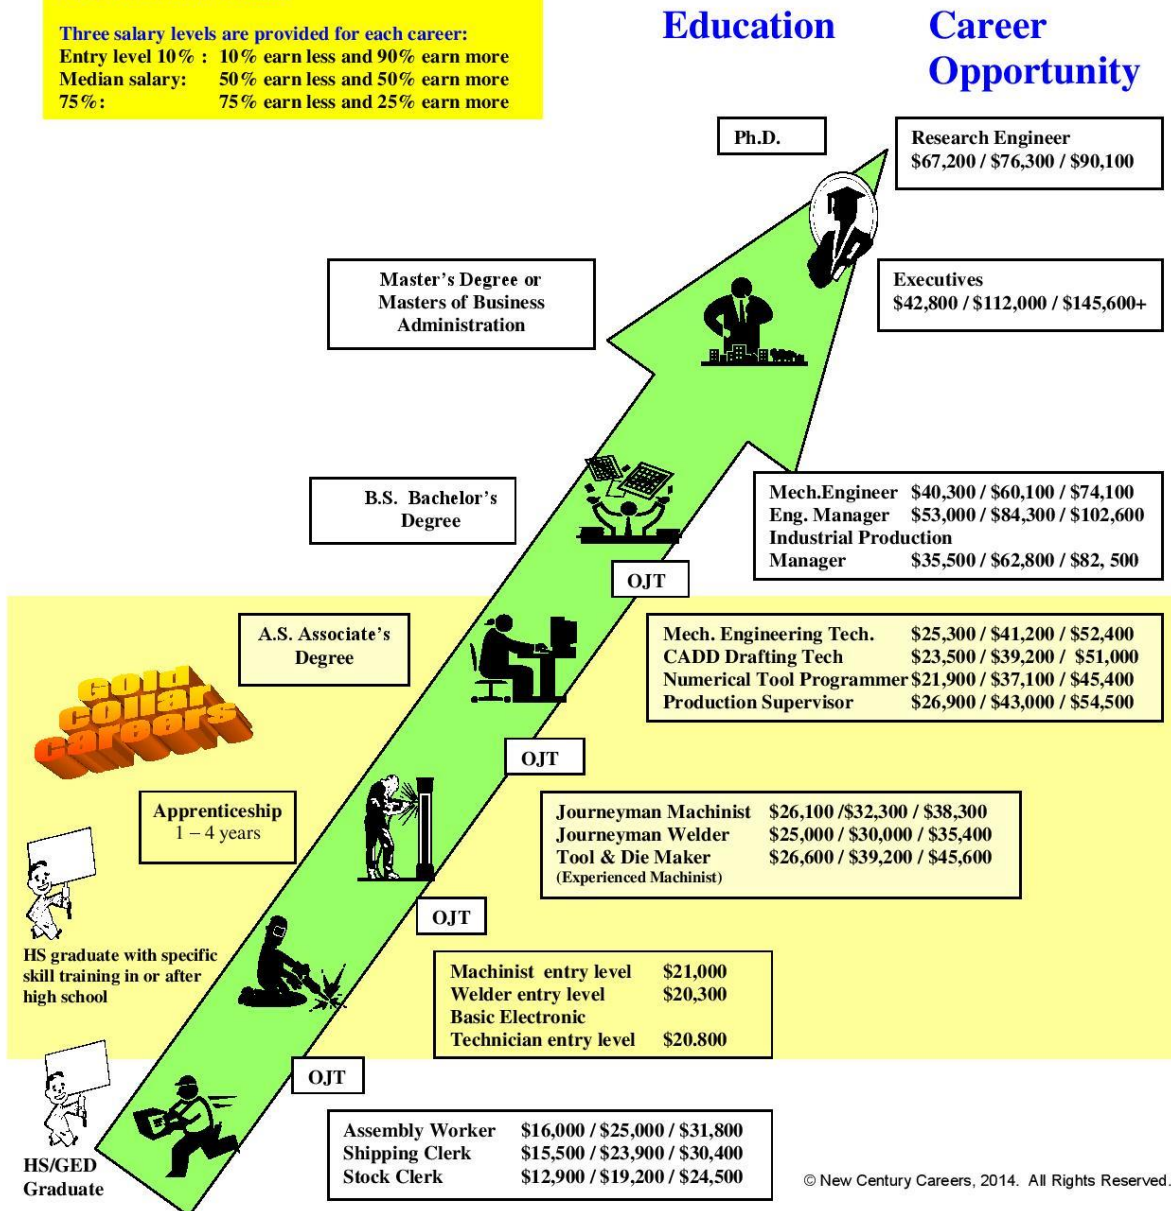 Three salary levels are provided for each career:
Entry level 10% : 10% earn less and 90% earn more
Median salary: 50% earn less and 50% earn more
75%: 75% earn less and 25% earn more
Education
Career
Opportunity
Ph.D.
Research Engineer
$67,200 / $76,300 / $90,100
Master's Degree or
Masters of Business
Administration
Executives
$42,800 / $112,000 / $145,600+
B.S. Bachelor's
Degree
Mech.Engineer $40,300 / $60,100 / $74,100
Eng. Manager $53,000 / $84,300 / $102,600
Industrial Production
Manager $35,500 / $62,800 / $82, 500
OJT
A.S. Associate's
Degree
Mech. Engineering Tech. $25,300 / $41,200 / $52,400
CADD Drafting Tech $23,500 / $39,200 / $51,000
Numerical Tool Programmer $21,900 / $37,100 / $45,400
Production Supervisor $26,900 / $43,000 / $54,500
Gold
Collar
Careers
OJT
Apprenticeship
1 – 4 years
Journeyman Machinist $26,100 /$32,300 / $38,300
Journeyman Welder $25,000 / $30,000 / $35,400
Tool & Die Maker $26,600 / $39,200 / $45,600
(Experienced Machinist)
OJT
HS graduate with specific
skill training in or after
high school
Machinist entry level $21,000
Welder entry level $20,300
Basic Electronic
Technician entry level $20.800
OJT
HS/GED
Graduate
Assembly Worker $16,000 / $25,000 / $31,800
Shipping Clerk $15,500 / $23,900 / $30,400
Stock Clerk $12,900 / $19,200 / $24,500
© New Century Careers, 2014. All Rights Reserved.